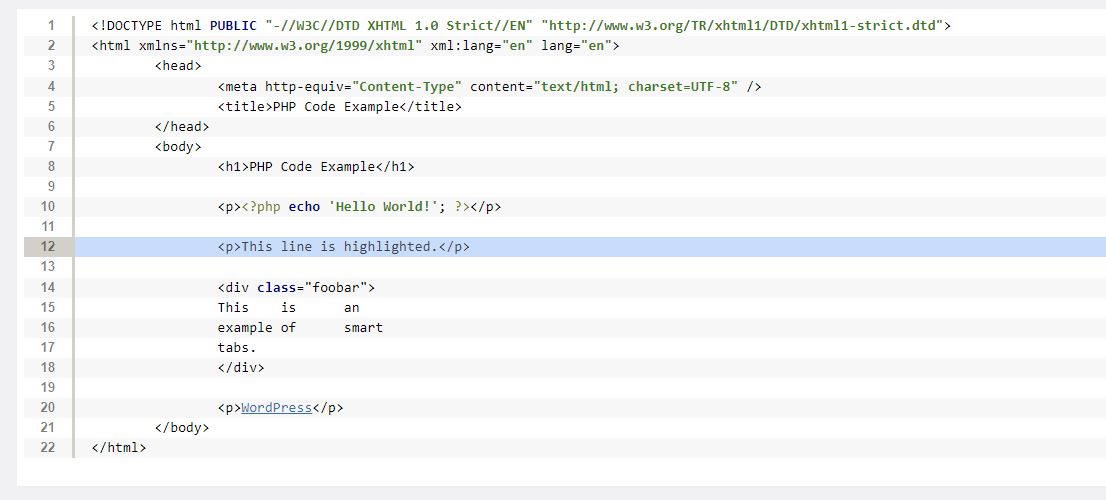 1 <!DOCTYPE html PUBLIC "-//W3C//DTD XHTML 1.0 Strict//EN" "http://www.w3.org/TR/xhtml1/DTD/xhtml1-strict.dtd">
2 <html xmlns="http://www.w3.org/1999/xhtml" xml:lang="en" lang="en">
3 <head>
4 <meta http-equiv="Content-Type" content="text/html; charset=UTF-8" />
5 <title>PHP Code Example</title>
6 </head>
7 <body>
8 <h1>PHP Code Example</h1>
9
10 <p><?php echo 'Hello World!'; ?></p>
11
12 <p>This line is highlighted.</p>
13
14 <div class="foobar">
15 This    is      an
16 example of      smart
17 tabs.
18 </div>
19
20 <p>WordPress</p>
21 </body>
22 </html>